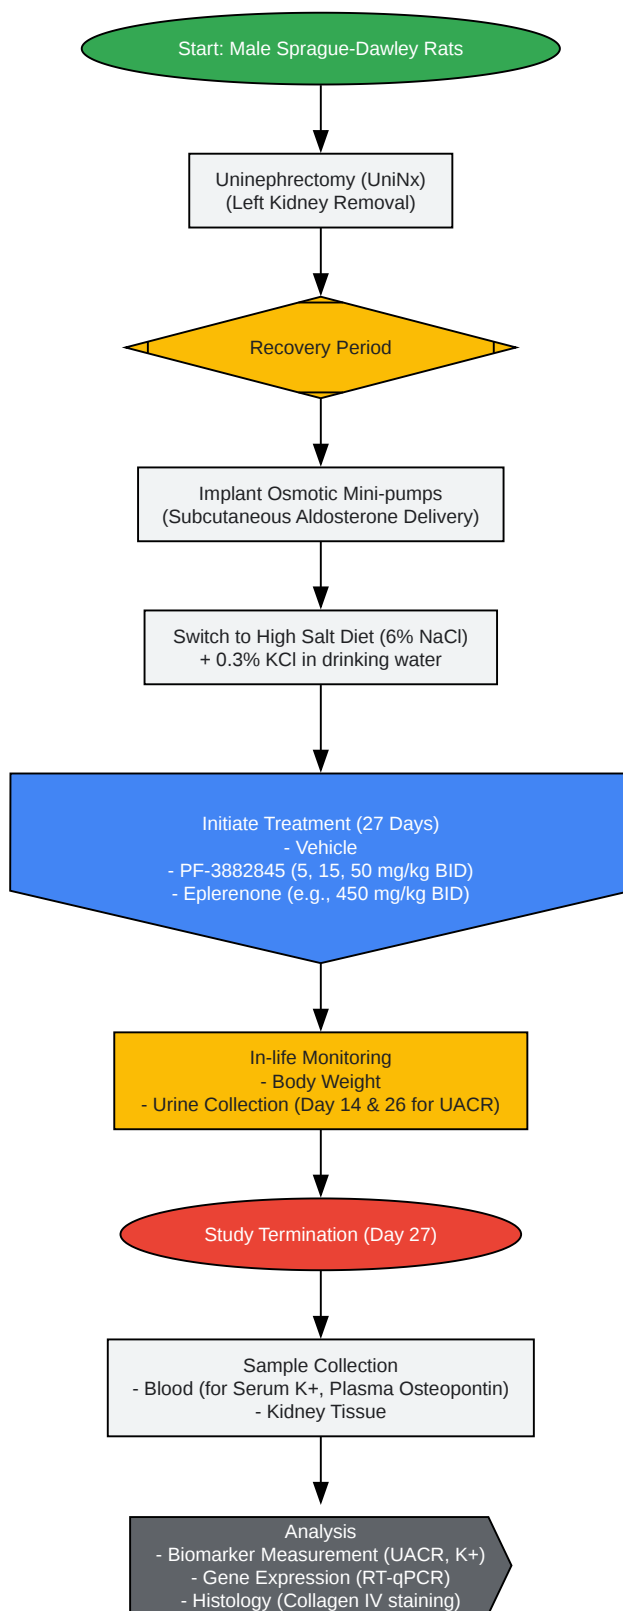 Start: Male Sprague-Dawley Rats
Uninephrectomy (UniNx)
(Left Kidney Removal)
Recovery Period
Implant Osmotic Mini-pumps
(Subcutaneous Aldosterone Delivery)
Switch to High Salt Diet (6% NaCl)
+ 0.3% KCl in drinking water
Initiate Treatment (27 Days)
- Vehicle
- PF-3882845 (5, 15, 50 mg/kg BID)
- Eplerenone (e.g., 450 mg/kg BID)
In-life Monitoring
- Body Weight
- Urine Collection (Day 14 & 26 for UACR)
Study Termination (Day 27)
Sample Collection
- Blood (for Serum K+, Plasma Osteopontin)
- Kidney Tissue
Analysis
- Biomarker Measurement (UACR, K+)
- Gene Expression (RT-qPCR)
- Histology (Collagen IV staining)